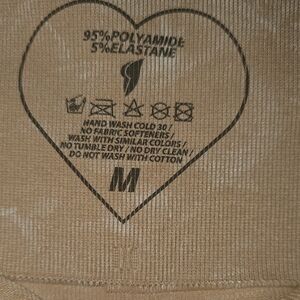 95%POLYAMIDE
5%ELASTANE
HAND WASH COLD 30 /
NO FABRIC SOFTENERS /
WASH WITH SIMILAR COLORS /
NO TUMBLE DRY / NO DRY CLEAN /
DO NOT WASH WITH COTTON
M